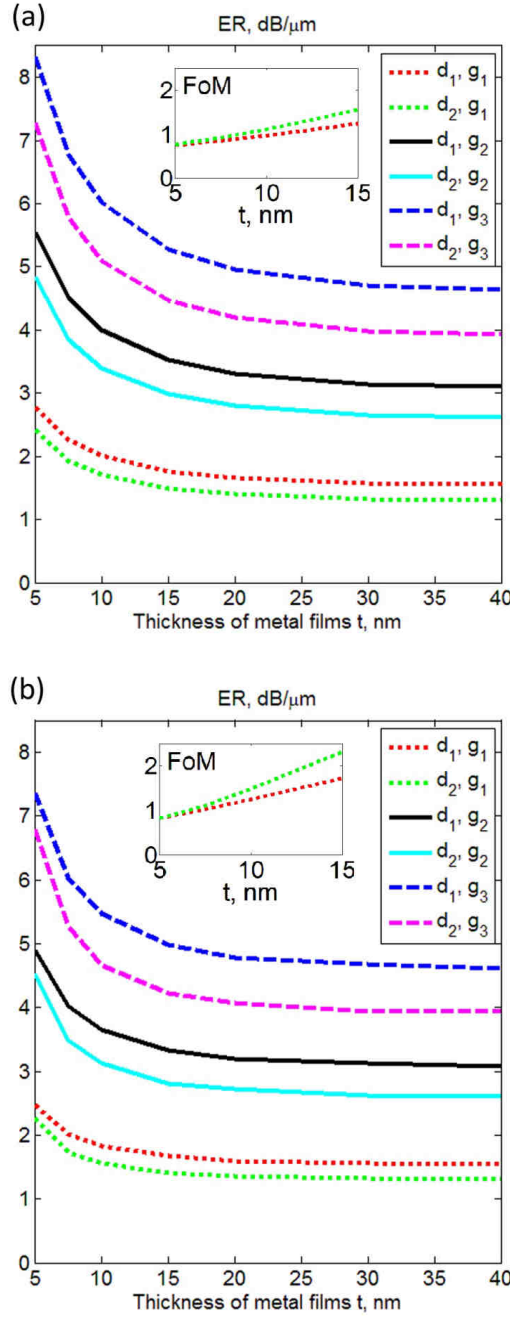 (a)
ER, dB/μm
8
7
6
5
4
3
2
1
0
5 10 15 20 25 30 35 40
Thickness of metal films t, nm
FoM
2
1
0
5 10 15
t, nm
d₁, g₁
d₂, g₁
d₁, g₂
d₂, g₂
d₁, g₃
d₂, g₃
(b)
ER, dB/μm
8
7
6
5
4
3
2
1
0
5 10 15 20 25 30 35 40
Thickness of metal films t, nm
FoM
2
1
0
5 10 15
t, nm
d₁, g₁
d₂, g₁
d₁, g₂
d₂, g₂
d₁, g₃
d₂, g₃